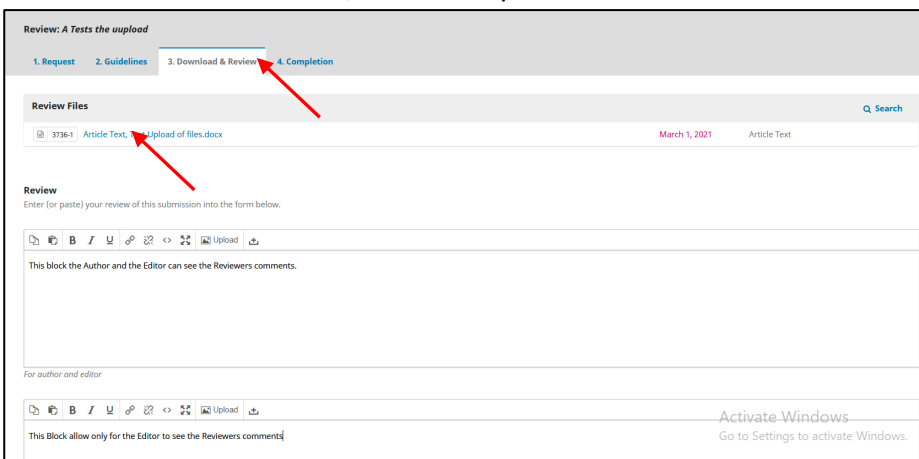 Review: A Tests the uupload
1. Request 2. Guidelines 3. Download & Review 4. Completion
Review Files
Search
3736-1 Article Text, Upload of files.docx March 1, 2021 Article Text
Review
Enter (or paste) your review of this submission into the form below.
B I U Upload
This block the Author and the Editor can see the Reviewers comments.
For author and editor
B I U Upload
Activate Windows
This Block allow only for the Editor to see the Reviewers comments
Go to Settings to activate Windows.